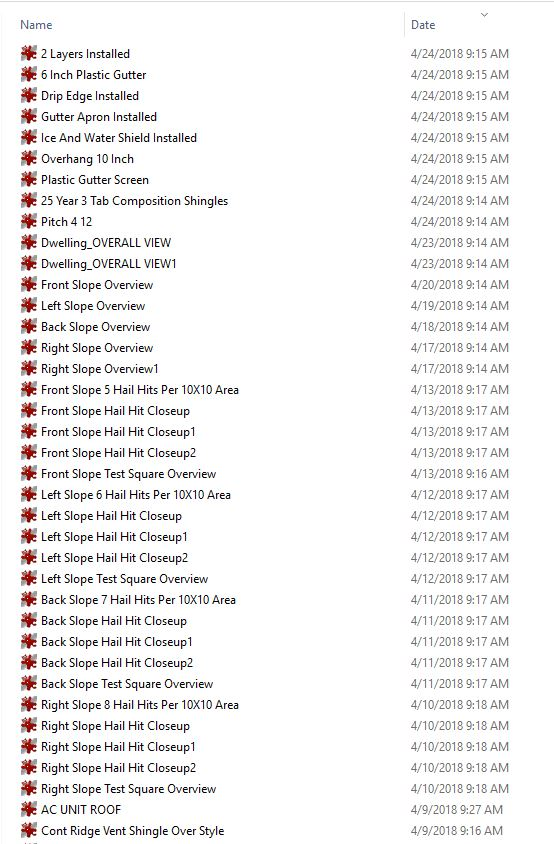 Name Date
2 Layers Installed 4/24/2018 9:15 AM
6 Inch Plastic Gutter 4/24/2018 9:15 AM
Drip Edge Installed 4/24/2018 9:15 AM
Gutter Apron Installed 4/24/2018 9:15 AM
Ice And Water Shield Installed 4/24/2018 9:15 AM
Overhang 10 Inch 4/24/2018 9:15 AM
Plastic Gutter Screen 4/24/2018 9:15 AM
25 Year 3 Tab Composition Shingles 4/24/2018 9:14 AM
Pitch 4 12 4/24/2018 9:14 AM
Dwelling_OVERALL VIEW 4/23/2018 9:14 AM
Dwelling_OVERALL VIEW1 4/23/2018 9:14 AM
Front Slope Overview 4/20/2018 9:14 AM
Left Slope Overview 4/19/2018 9:14 AM
Back Slope Overview 4/18/2018 9:14 AM
Right Slope Overview 4/17/2018 9:14 AM
Right Slope Overview1 4/17/2018 9:14 AM
Front Slope 5 Hail Hits Per 10X10 Area 4/13/2018 9:17 AM
Front Slope Hail Hit Closeup 4/13/2018 9:17 AM
Front Slope Hail Hit Closeup1 4/13/2018 9:17 AM
Front Slope Hail Hit Closeup2 4/13/2018 9:17 AM
Front Slope Test Square Overview 4/13/2018 9:16 AM
Left Slope 6 Hail Hits Per 10X10 Area 4/12/2018 9:17 AM
Left Slope Hail Hit Closeup 4/12/2018 9:17 AM
Left Slope Hail Hit Closeup1 4/12/2018 9:17 AM
Left Slope Hail Hit Closeup2 4/12/2018 9:17 AM
Left Slope Test Square Overview 4/12/2018 9:17 AM
Back Slope 7 Hail Hits Per 10X10 Area 4/11/2018 9:17 AM
Back Slope Hail Hit Closeup 4/11/2018 9:17 AM
Back Slope Hail Hit Closeup1 4/11/2018 9:17 AM
Back Slope Hail Hit Closeup2 4/11/2018 9:17 AM
Back Slope Test Square Overview 4/11/2018 9:17 AM
Right Slope 8 Hail Hits Per 10X10 Area 4/10/2018 9:18 AM
Right Slope Hail Hit Closeup 4/10/2018 9:18 AM
Right Slope Hail Hit Closeup1 4/10/2018 9:18 AM
Right Slope Hail Hit Closeup2 4/10/2018 9:18 AM
Right Slope Test Square Overview 4/10/2018 9:18 AM
AC UNIT ROOF 4/9/2018 9:27 AM
Cont Ridge Vent Shingle Over Style 4/9/2018 9:16 AM